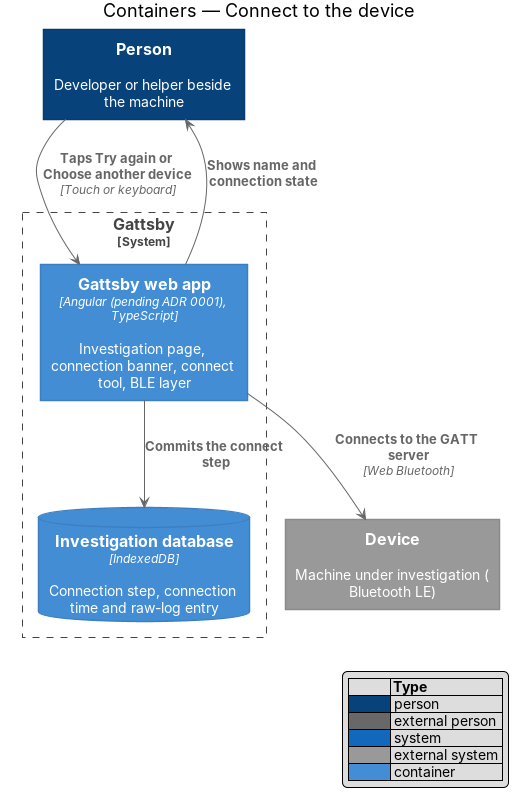 Containers — Connect to the device
Person
Developer or helper beside
the machine
Taps Try again or
Choose another device
[Touch or keyboard]
Shows name and
connection state
Gattsby
[System]
Gattsby web app
[Angular (pending ADR 0001),
TypeScript]
Investigation page,
connection banner, connect
tool, BLE layer
Commits the connect
step
Connects to the GATT
server
[Web Bluetooth]
Investigation database
[IndexedDB]
Connection step, connection
time and raw-log entry
Device
Machine under investigation (
Bluetooth LE)
Type
person
external person
system
external system
container